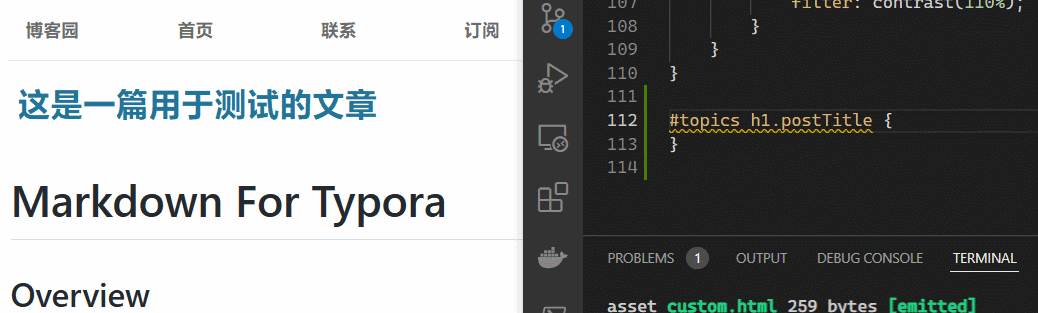 博客园 首页 联系 订阅
这是一篇用于测试的文章
Markdown For Typora
Overview
1
107 filter: contrast(110%);
108 }
109 }
110 }
111
112 #topics h1.postTitle {
113 }
114
PROBLEMS 1 OUTPUT DEBUG CONSOLE TERMINAL
asset custom.html 259 bytes [emitted]